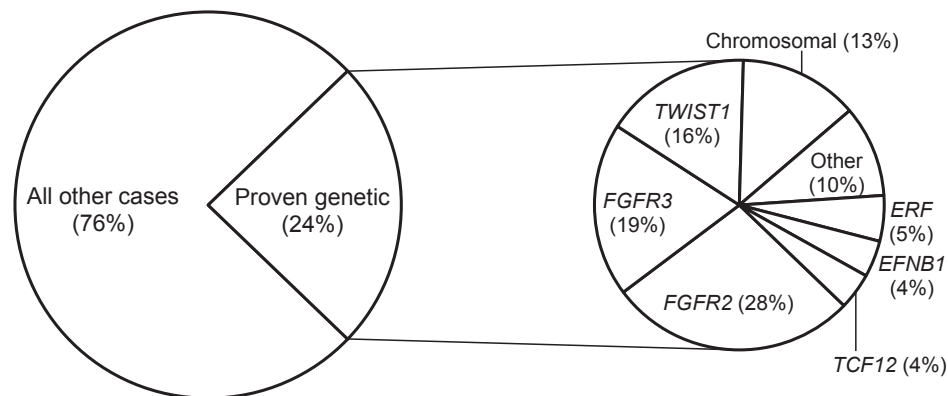 All other cases
(76%)
Proven genetic
(24%)
Chromosomal (13%)
TWIST1
(16%)
Other
(10%)
FGFR3
(19%)
ERF
(5%)
EFNB1
(4%)
FGFR2 (28%)
TCF12 (4%)